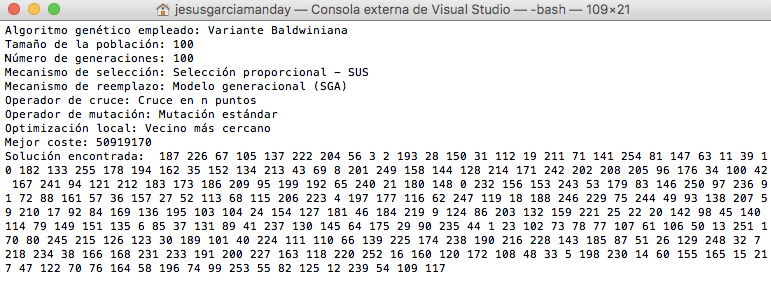 jesusgarciamanday — Consola externa de Visual Studio — -bash — 109×21
Algoritmo genético empleado: Variante Baldwiniana
Tamaño de la población: 100
Número de generaciones: 100
Mecanismo de selección: Selección proporcional - SUS
Mecanismo de reemplazo: Modelo generacional (SGA)
Operador de cruce: Cruce en n puntos
Operador de mutación: Mutación estándar
Optimización local: Vecino más cercano
Mejor coste: 50919170
Solución encontrada:  187 226 67 105 137 222 204 56 3 2 193 28 150 31 112 19 211 71 141 254 81 147 63 11 39 1
0 182 133 255 178 194 162 35 152 134 213 43 69 8 201 249 158 144 128 214 171 242 202 208 205 96 176 34 100 42
 167 241 94 121 212 183 173 186 209 95 199 192 65 240 21 180 148 0 232 156 153 243 53 179 83 146 250 97 236 9
1 72 88 161 57 36 157 27 52 113 68 115 206 223 4 197 177 116 62 247 119 18 188 246 229 75 244 49 93 138 207 5
9 210 17 92 84 169 136 195 103 104 24 154 127 181 46 184 219 9 124 86 203 132 159 221 25 22 20 142 98 45 140 
114 79 149 151 135 6 85 37 131 89 41 237 130 145 64 175 29 90 235 44 1 23 102 73 78 77 107 61 106 50 13 251 1
70 80 245 215 126 123 30 189 101 40 224 111 110 66 139 225 174 238 190 216 228 143 185 87 51 26 129 248 32 7 
218 234 38 166 168 231 233 191 200 227 163 118 220 252 16 160 120 172 108 48 33 5 198 230 14 60 155 165 15 21
7 47 122 70 76 164 58 196 74 99 253 55 82 125 12 239 54 109 117